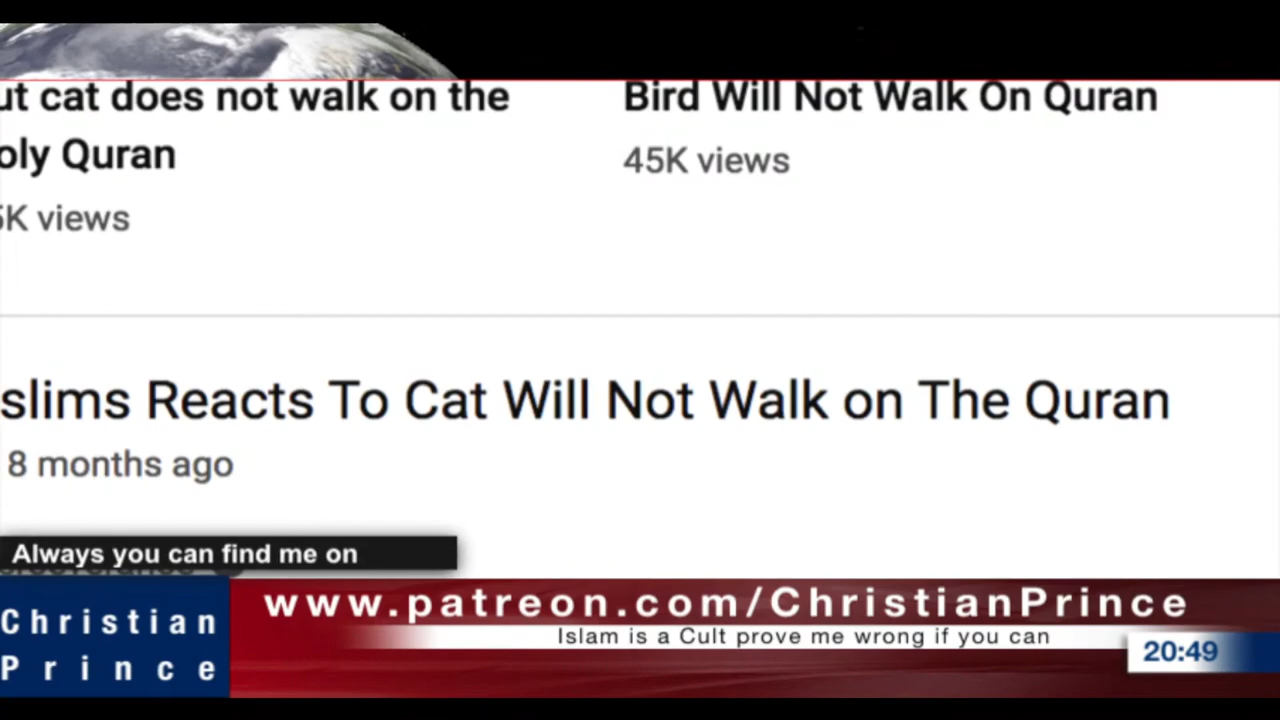 ut cat does not walk on the
oly Quran
5K views
Bird Will Not Walk On Quran
45K views
slims Reacts To Cat Will Not Walk on The Quran
8 months ago
Always you can find me on
Christian
Prince
www.patreon.com/ChristianPrince
Islam is a Cult prove me wrong if you can
20:49